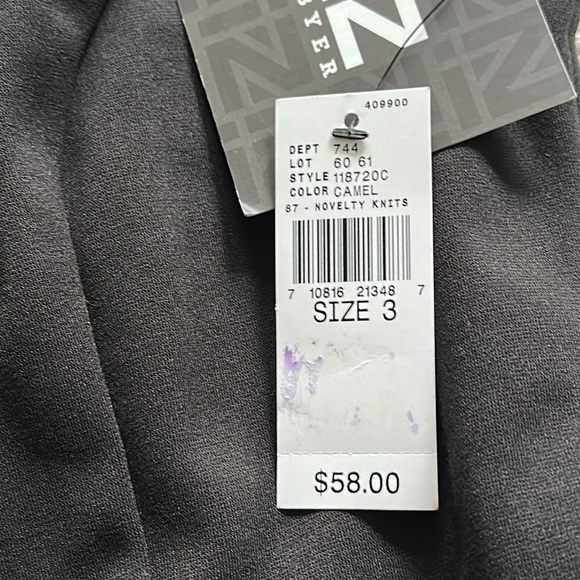 N
BYER
409900
DEPT 744
LOT 60 61
STYLE 118720C
COLOR CAMEL
87 - NOVELTY KNITS
7 10816 21348 7
SIZE 3
$58.00